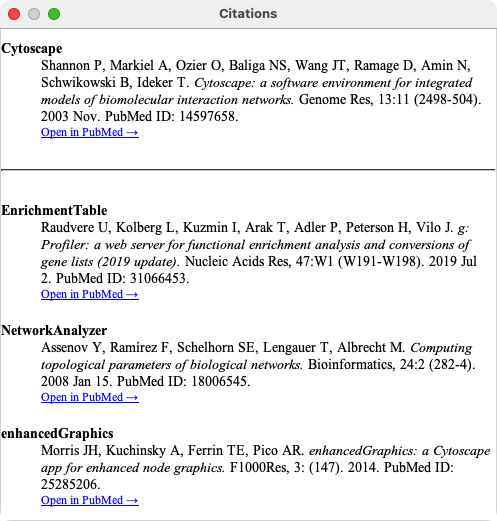 Citations
Cytoscape
Shannon P, Markiel A, Ozier O, Baliga NS, Wang JT, Ramage D, Amin N,
Schwikowski B, Ideker T. Cytoscape: a software environment for integrated
models of biomolecular interaction networks. Genome Res, 13:11 (2498-504).
2003 Nov. PubMed ID: 14597658.
Open in PubMed →
EnrichmentTable
Raudvere U, Kolberg L, Kuzmin I, Arak T, Adler P, Peterson H, Vilo J. g:
Profiler: a web server for functional enrichment analysis and conversions of
gene lists (2019 update). Nucleic Acids Res, 47:W1 (W191-W198). 2019 Jul
2. PubMed ID: 31066453.
Open in PubMed →
NetworkAnalyzer
Assenov Y, Ramírez F, Schelhorn SE, Lengauer T, Albrecht M. Computing
topological parameters of biological networks. Bioinformatics, 24:2 (282-4).
2008 Jan 15. PubMed ID: 18006545.
Open in PubMed →
enhancedGraphics
Morris JH, Kuchinsky A, Ferrin TE, Pico AR. enhancedGraphics: a Cytoscape
app for enhanced node graphics. F1000Res, 3: (147). 2014. PubMed ID:
25285206.
Open in PubMed →